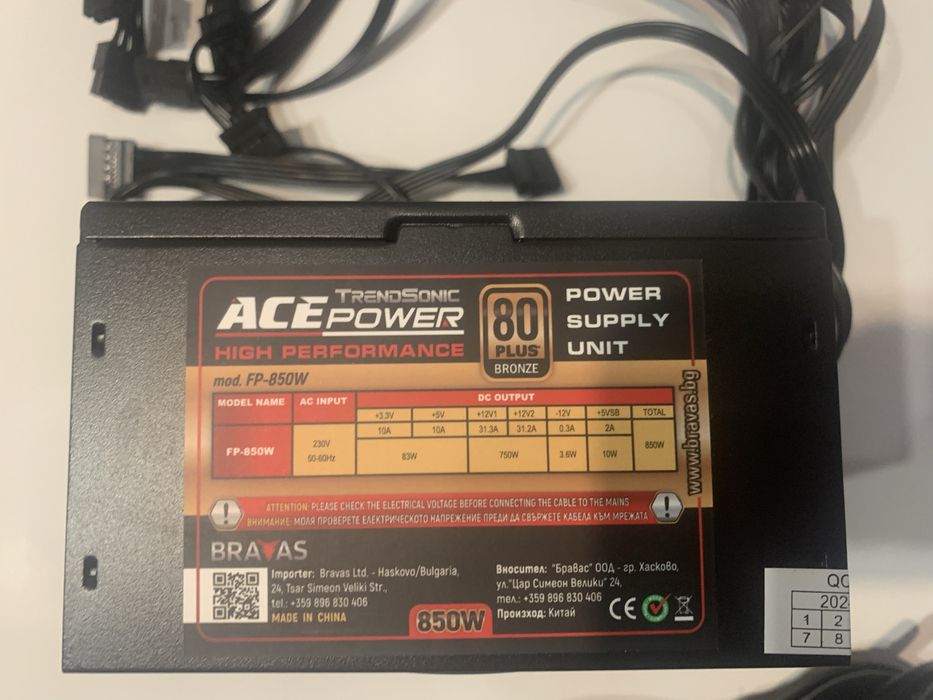 TRENDSONIC
ACE POWER
HIGH PERFORMANCE
80
PLUS
BRONZE
POWER
SUPPLY
UNIT
mod. FP-850W
MODEL NAME AC INPUT DC OUTPUT
+3.3V +5V +12V1 +12V2 -12V +5VSB TOTAL
10A 10A 31.3A 31.2A 0.3A 2A
FP-850W 230V 50-60Hz 83W 750W 3.6W 10W 850W
www.bravas.bg
ATTENTION: PLEASE CHECK THE ELECTRICAL VOLTAGE BEFORE CONNECTING THE CABLE TO THE MAINS
ВНИМАНИЕ: МОЛЯ ПРОВЕРЕТЕ ЕЛЕКТРИЧЕСКОТО НАПРЕЖЕНИЕ ПРЕДИ ДА СВЪРЖЕТЕ КАБЕЛА КЪМ МРЕЖАТА
BRAVAS
Importer: Bravas Ltd. - Haskovo/Bulgaria,
24, Tsar Simeon Veliki Str.,
tel.: +359 896 830 406
MADE IN CHINA
850W
Вносител: "БраВас" ООД - гр. Хасково,
ул."Цар Симеон Велики" 24,
тел.: +359 896 830 406
Произход: Китай
CE
QC
202
1 2
7 8